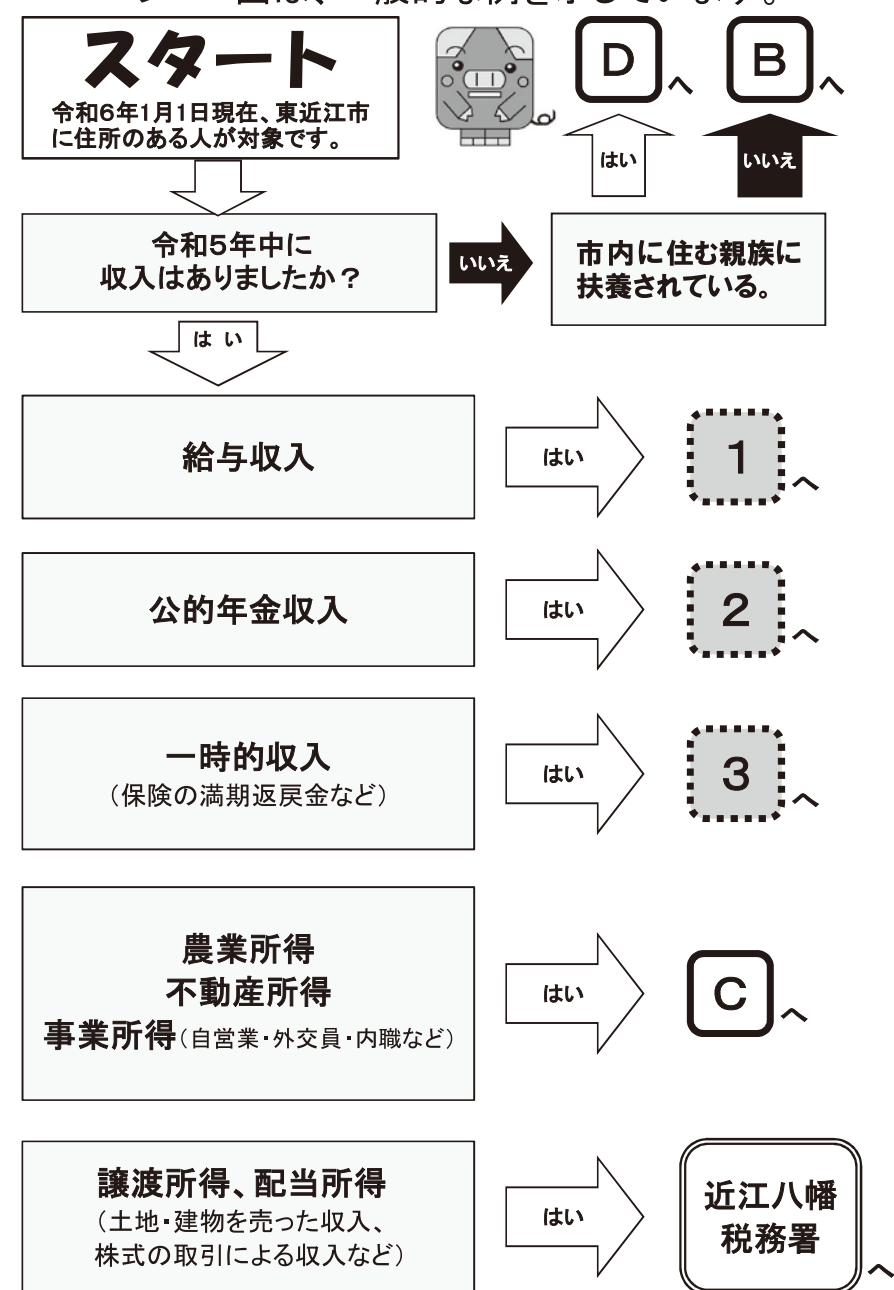 スタート
令和6年1月1日現在、東近江市
に住所のある人が対象です。
Dへ
Bへ
はい
いいえ
令和5年中に
収入はありましたか？
いいえ
市内に住む親族に
扶養されている。
はい
給与収入
はい
1へ
公的年金収入
はい
2へ
一時的収入
（保険の満期返戻金など）
はい
3へ
農業所得
不動産所得
事業所得（自営業・外交員・内職など）
はい
Cへ
譲渡所得、配当所得
（土地・建物を売った収入、
株式の取引による収入など）
はい
近江八幡
税務署
へ